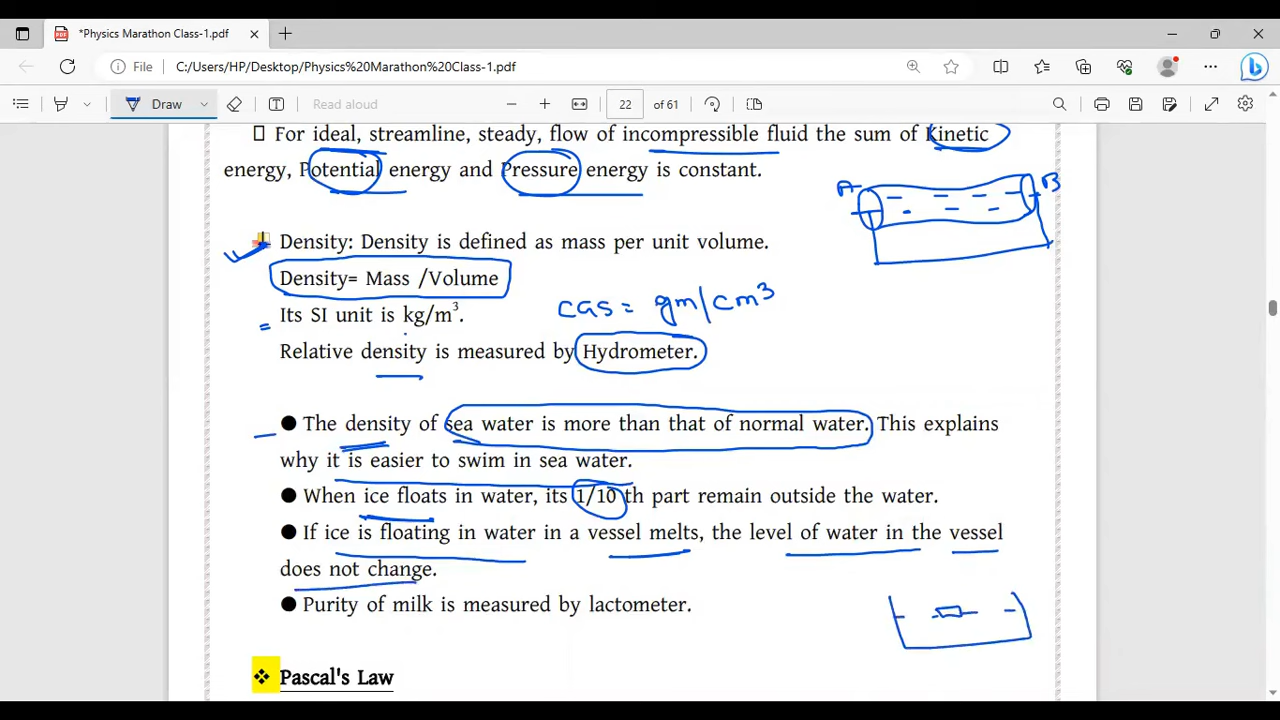 *Physics Marathon Class-1.pdf
File C:/Users/HP/Desktop/Physics%20Marathon%20Class-1.pdf
Draw Read aloud 22 of 61
For ideal, streamline, steady, flow of incompressible fluid the sum of Kinetic
energy, Potential energy and Pressure energy is constant.
A B
Density: Density is defined as mass per unit volume.
Density= Mass /Volume
Its SI unit is kg/m³.
CGS = gm/cm³
Relative density is measured by Hydrometer.
● The density of sea water is more than that of normal water. This explains
why it is easier to swim in sea water.
● When ice floats in water, its 1/10 th part remain outside the water.
● If ice is floating in water in a vessel melts, the level of water in the vessel
does not change.
● Purity of milk is measured by lactometer.
❖ Pascal's Law